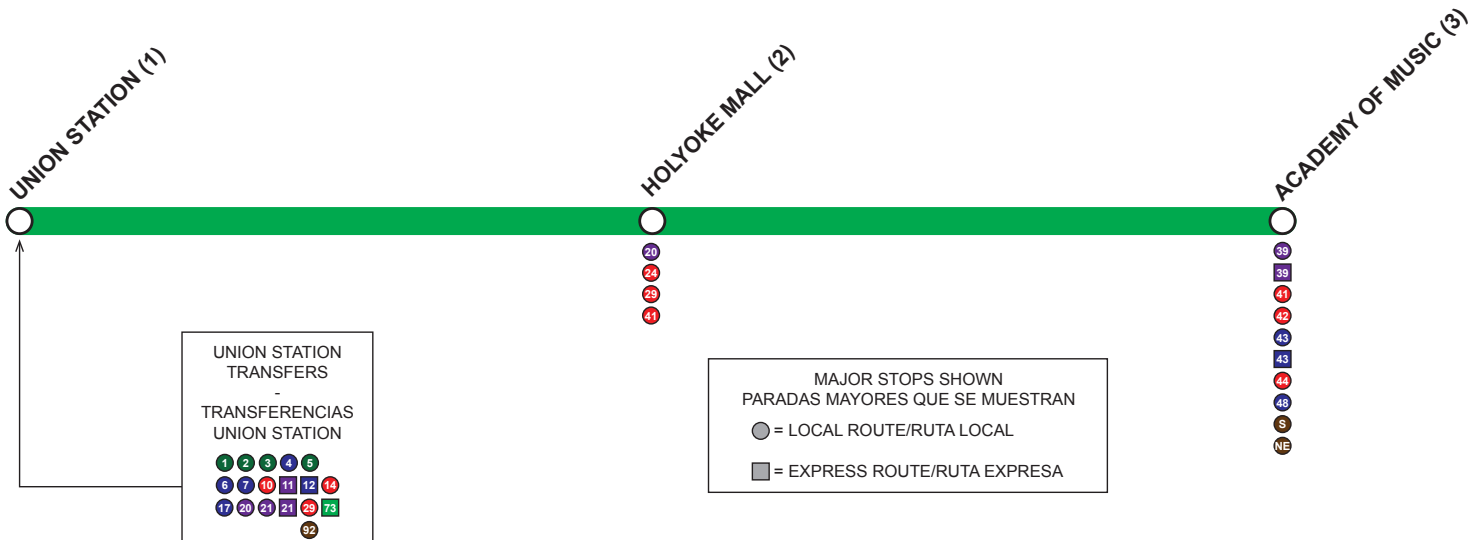 UNION STATION (1)
HOLYOKE MALL (2)
ACADEMY OF MUSIC (3)
20
24
29
41
39
39
41
42
43
43
44
48
S
NE
UNION STATION
TRANSFERS
-
TRANSFERENCIAS
UNION STATION
1 2 3 4 5
6 7 10 11 12 14
17 20 21 21 29 73
92
MAJOR STOPS SHOWN
PARADAS MAYORES QUE SE MUESTRAN
= LOCAL ROUTE/RUTA LOCAL
= EXPRESS ROUTE/RUTA EXPRESA